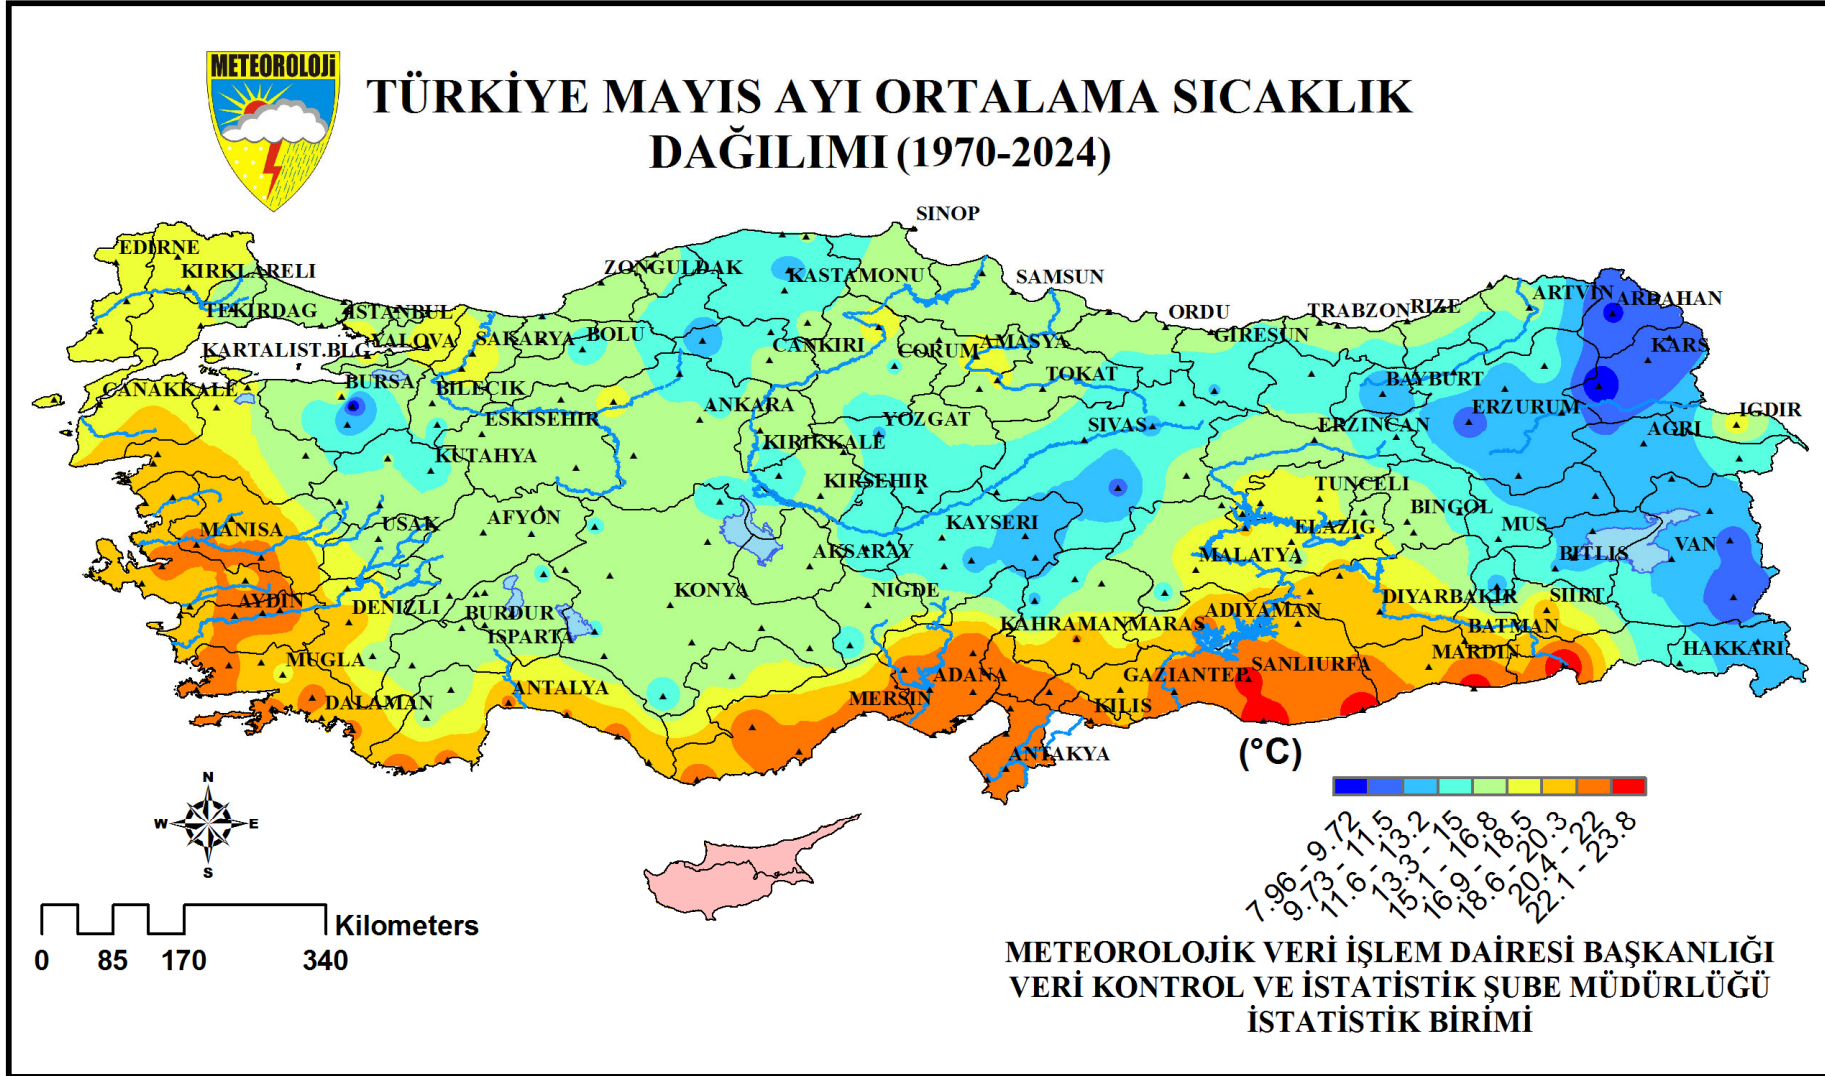 METEOROLOJi
TÜRKİYE MAYIS AYI ORTALAMA SICAKLIK
DAĞILIMI (1970-2024)
SINOP
EDIRNE
KIRKLARELI
ZONGULDAK
KASTAMONU
SAMSUN
TEKIRDAG
ISTANBUL
ORDU
TRABZON
RIZE
ARTVIN
ARDAHAN
KARTALIST.BLG
YALOVA
SAKARYA
BOLU
CANKIRI
CORUM
AMASYA
GIRESUN
KARS
CANAKKALE
BURSA
BILECIK
TOKAT
BAYBURT
ESKISEHIR
ANKARA
YOZGAT
SIVAS
ERZINCAN
ERZURUM
IGDIR
AGRI
KUTAHYA
KIRIKKALE
KIRSEHIR
TUNCELI
BINGOL
MANISA
USAK
AFYON
KAYSERI
ELAZIG
MUS
AKSARAY
MALATYA
BITLIS
VAN
AYDIN
DENIZLI
BURDUR
KONYA
NIGDE
ADIYAMAN
DIYARBAKIR
SIIRT
ISPARTA
KAHRAMANMARAS
BATMAN
MUGLA
ADANA
GAZIANTEP
SANLIURFA
MARDIN
HAKKARI
DALAMAN
ANTALYA
MERSIN
KILIS
ANTAKYA
(°C)
N
W E
S
7.96 - 9.72
9.73 - 11.5
11.6 - 13.2
13.3 - 15
15.1 - 16.8
16.9 - 18.5
18.6 - 20.3
20.4 - 22
22.1 - 23.8
Kilometers
0 85 170 340
METEOROLOJİK VERİ İŞLEM DAİRESİ BAŞKANLIĞI
VERİ KONTROL VE İSTATİSTİK ŞUBE MÜDÜRLÜĞÜ
İSTATİSTİK BİRİMİ